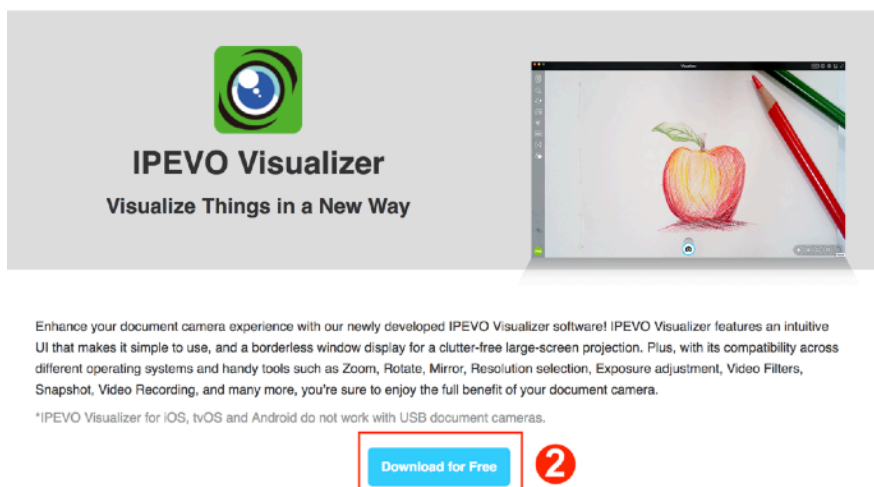 IPEVO Visualizer
Visualize Things in a New Way
Enhance your document camera experience with our newly developed IPEVO Visualizer software! IPEVO Visualizer features an intuitive
UI that makes it simple to use, and a borderless window display for a clutter-free large-screen projection. Plus, with its compatibility across
different operating systems and handy tools such as Zoom, Rotate, Mirror, Resolution selection, Exposure adjustment, Video Filters,
Snapshot, Video Recording, and many more, you're sure to enjoy the full benefit of your document camera.
*IPEVO Visualizer for iOS, tvOS and Android do not work with USB document cameras.
Download for Free
2